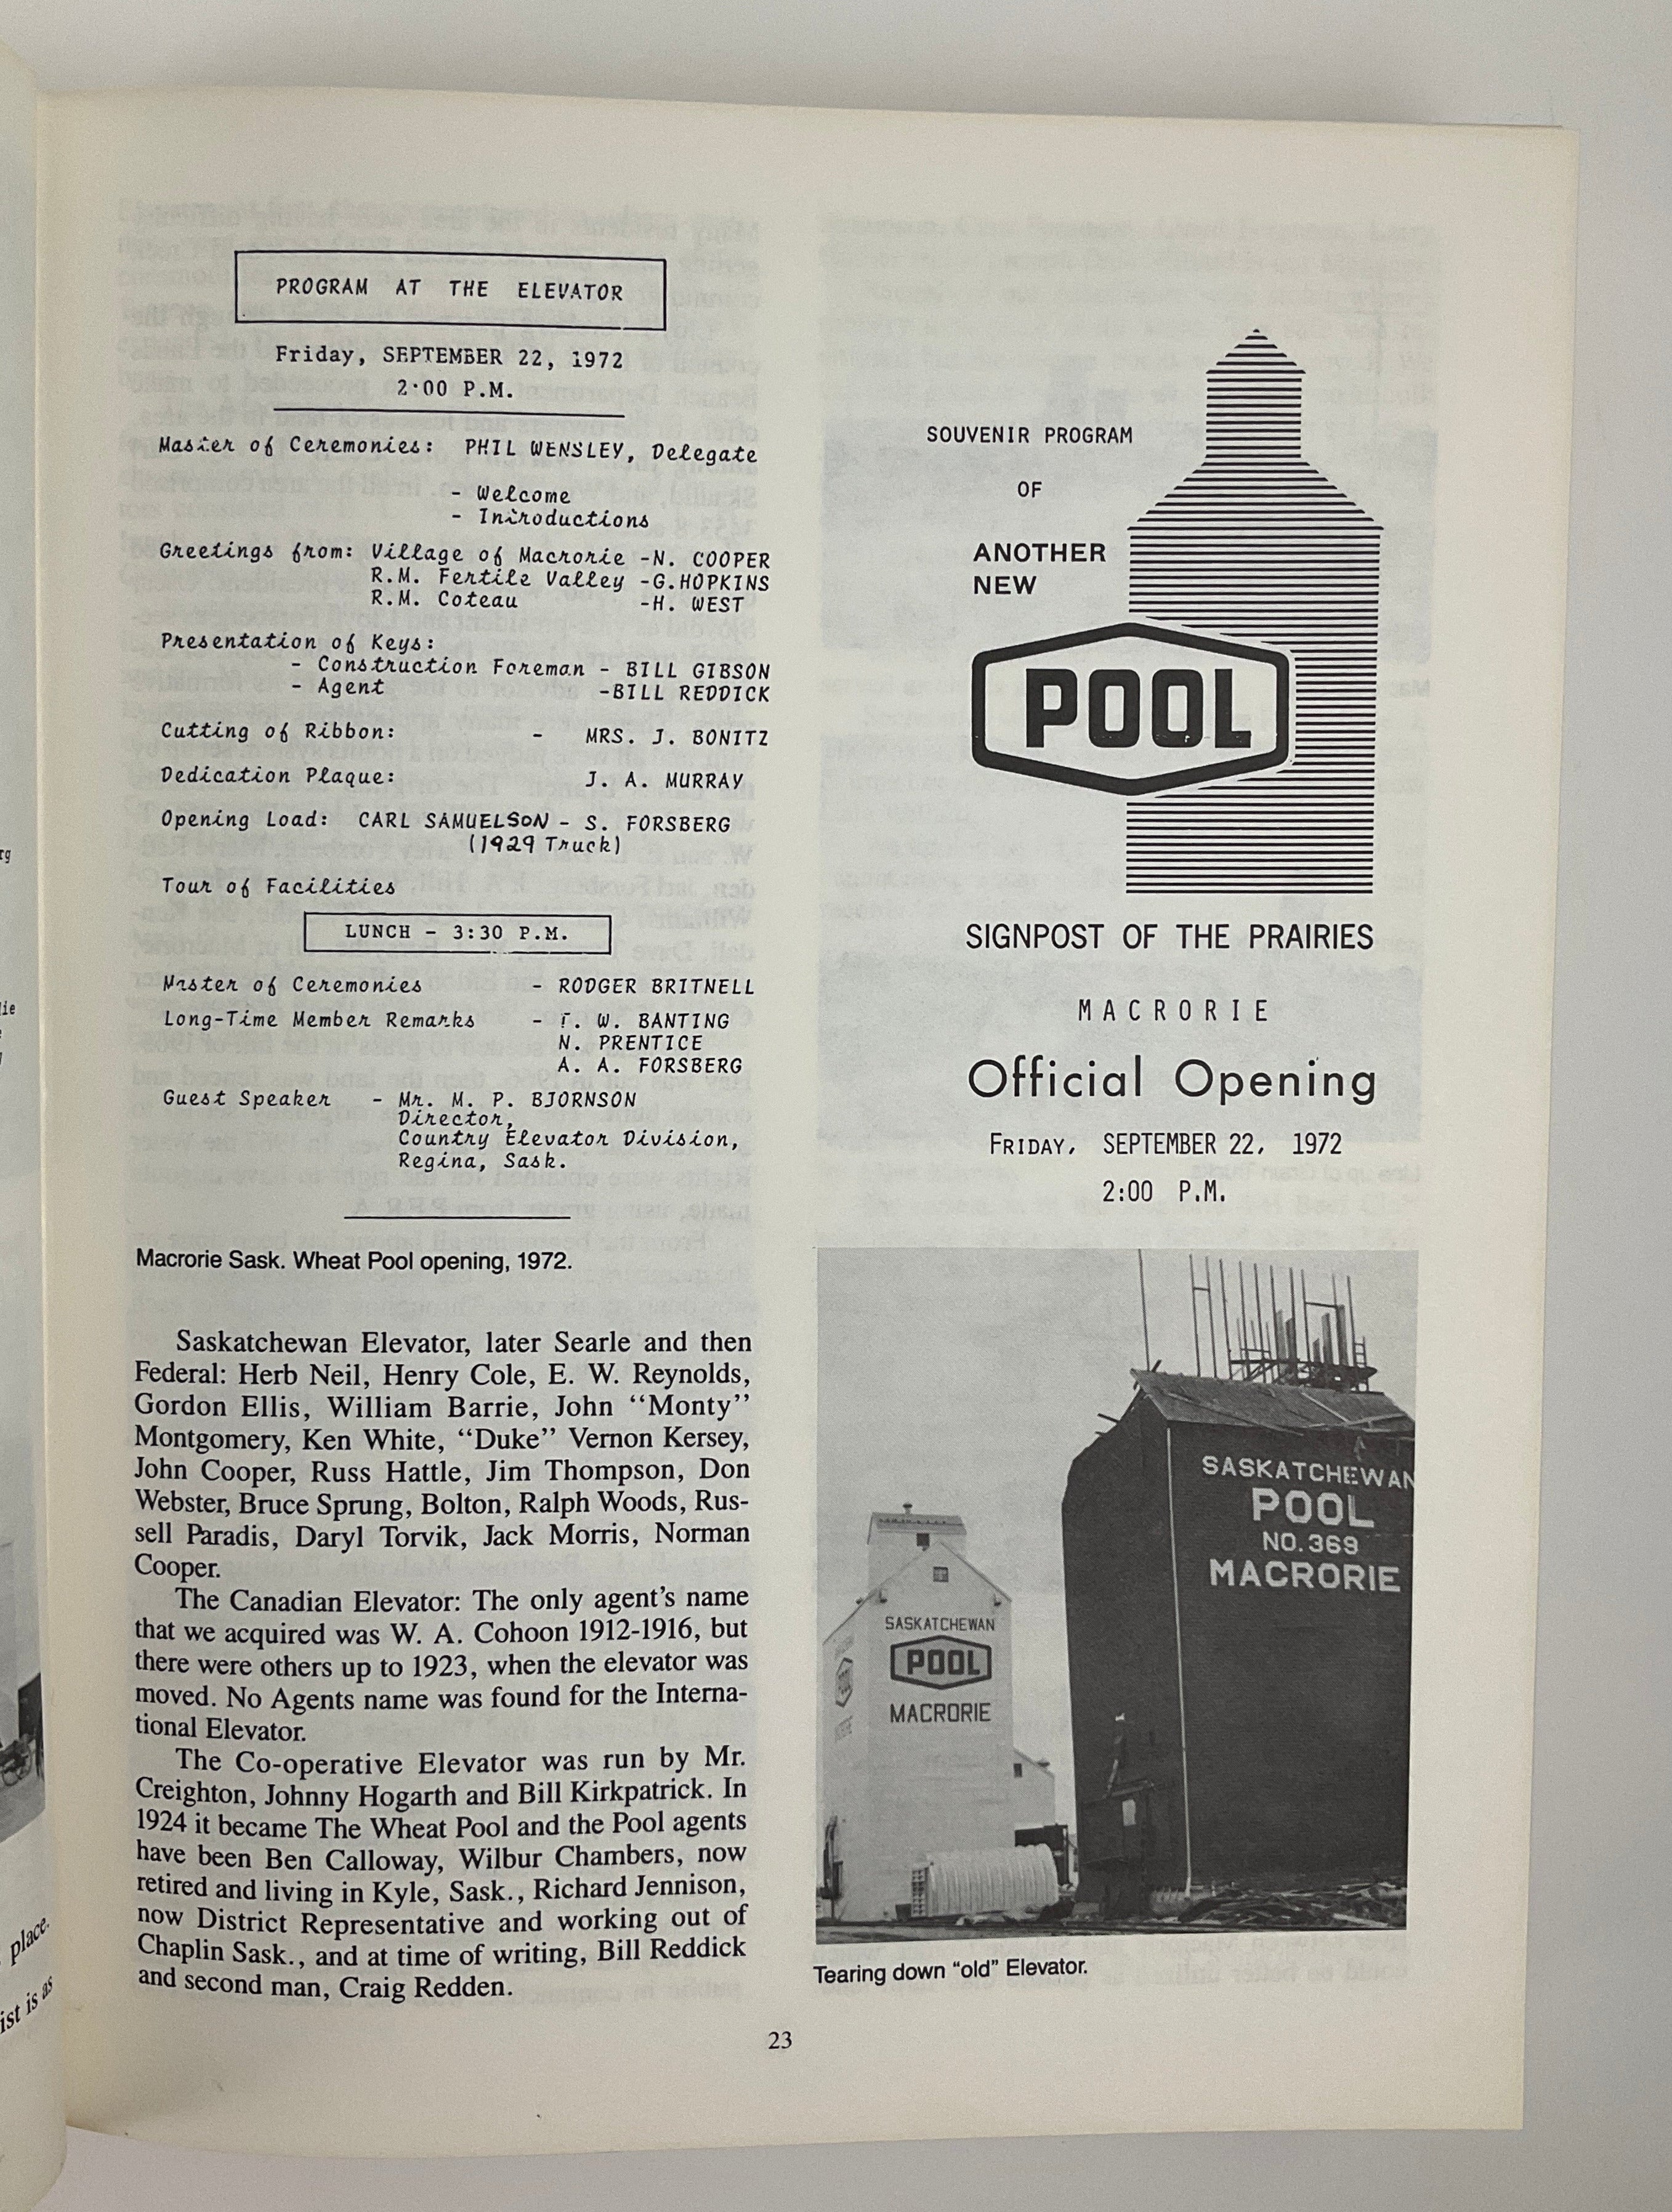 PROGRAM AT THE ELEVATOR
Friday, SEPTEMBER 22, 1972
2:00 P.M.
Master of Ceremonies: PHIL WENSLEY, Delegate
- Welcome
- Introductions
Greetings from: Village of Macrorie -N. COOPER
R.M. Fertile Valley -G.HOPKINS
R.M. Coteau -H. WEST
Presentation of Keys:
- Construction Foreman - BILL GIBSON
- Agent -BILL REDDICK
Cutting of Ribbon: - MRS. J. BONITZ
Dedication Plaque: J. A. MURRAY
Opening Load: CARL SAMUELSON - S. FORSBERG
(1929 Truck)
Tour of Facilities
LUNCH - 3:30 P.M.
Master of Ceremonies - RODGER BRITNELL
Long-Time Member Remarks - W. BANTING
N. PRENTICE
A. A. FORSBERG
Guest Speaker - Mr. M. P. BJORNSON
Director,
Country Elevator Division,
Regina, Sask.
Macrorie Sask. Wheat Pool opening, 1972.
Saskatchewan Elevator, later Searle and then
Federal: Herb Neil, Henry Cole, E. W. Reynolds,
Gordon Ellis, William Barrie, John “Monty”
Montgomery, Ken White, “Duke” Vernon Kersey,
John Cooper, Russ Hattle, Jim Thompson, Don
Webster, Bruce Sprung, Bolton, Ralph Woods, Rus-
sell Paradis, Daryl Torvik, Jack Morris, Norman
Cooper.
The Canadian Elevator: The only agent’s name
that we acquired was W. A. Cohoon 1912-1916, but
there were others up to 1923, when the elevator was
moved. No Agents name was found for the Interna-
tional Elevator.
The Co-operative Elevator was run by Mr.
Creighton, Johnny Hogarth and Bill Kirkpatrick. In
1924 it became The Wheat Pool and the Pool agents
have been Ben Calloway, Wilbur Chambers, now
retired and living in Kyle, Sask., Richard Jennison,
now District Representative and working out of
Chaplin Sask., and at time of writing, Bill Reddick
and second man, Craig Redden.
SOUVENIR PROGRAM
OF
ANOTHER
NEW
POOL
SIGNPOST OF THE PRAIRIES
MACRORIE
Official Opening
FRIDAY, SEPTEMBER 22, 1972
2:00 P.M.
SASKATCHEWAN
POOL
NO. 369
MACRORIE
SASKATCHEWAN
POOL
MACRORIE
Tearing down “old” Elevator.
23
place.
ist is as